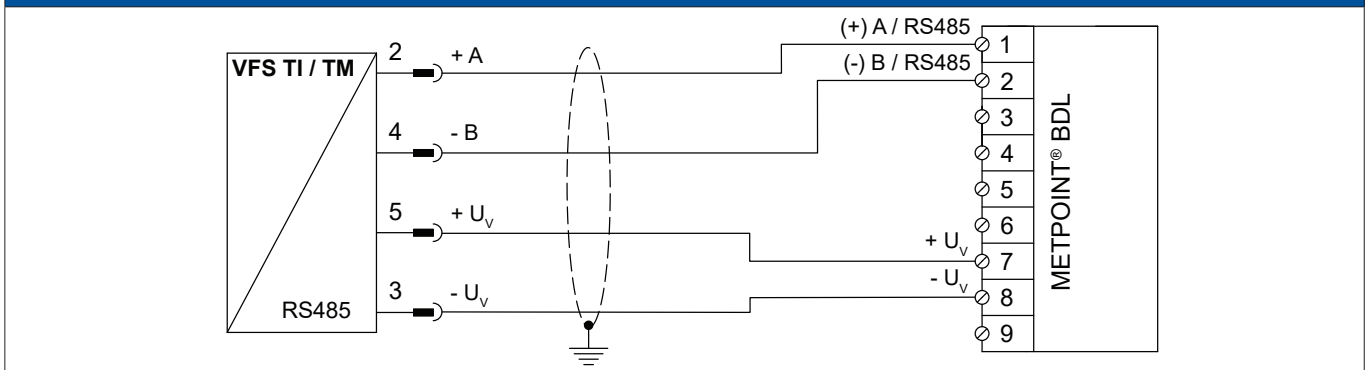 VFS TI / TM
RS485
2
+ A
4
- B
5
+ Uᵥ
3
- Uᵥ
(+) A / RS485
(-) B / RS485
+ Uᵥ
- Uᵥ
1
2
3
4
5
6
7
8
9
METPOINT® BDL